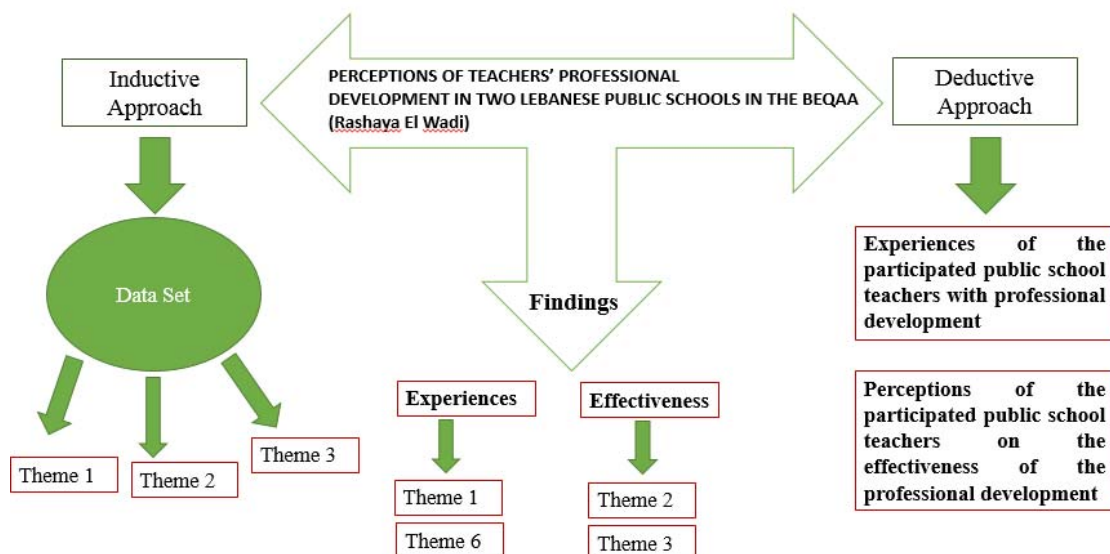 Inductive
Approach
PERCEPTIONS OF TEACHERS’ PROFESSIONAL
DEVELOPMENT IN TWO LEBANESE PUBLIC SCHOOLS IN THE BEQAA
(Rashaya El Wadi)
Deductive
Approach
Data Set
Theme 1
Theme 2
Theme 3
Findings
Experiences
Theme 1
Theme 6
Effectiveness
Theme 2
Theme 3
Experiences of the
participated public school
teachers with professional
development
Perceptions of the
participated public school
teachers on the
effectiveness of the
professional development